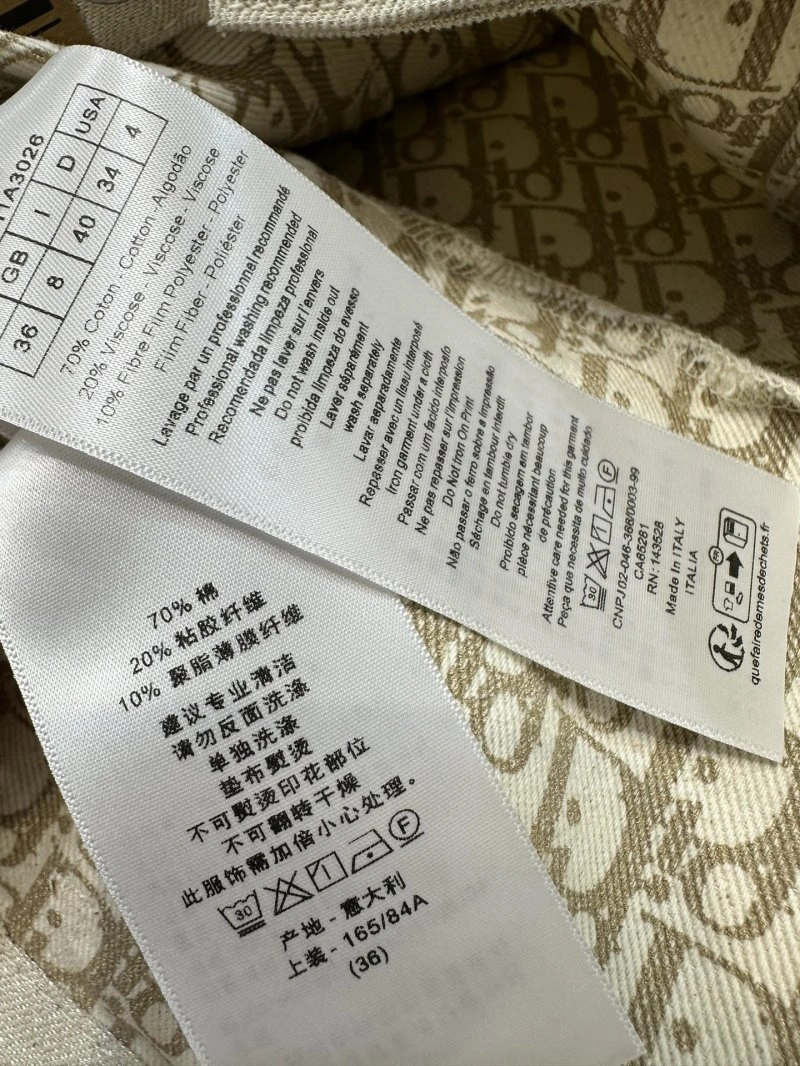 1TA3026
GB I D USA
36 8 40 34 4
70% Coton - Cotton - Algodão
20% Viscose - Viscose - Viscose
10% Fibre Film Polyester - Polyester
Film Fiber - Poliéster
Lavage par un professionnel recommandé
Professional washing recommended
Recomendada limpeza professional
Ne pas laver sur l'envers
Do not wash inside out
proibida limpeza do avesso
Laver séparément
wash separately
Lavar aeparadamente
Repasser avec un lissu interposé
Iron garment under a cloth
Passar com um facido interposto
Ne pas repasser sur l'impression
Do Not Iron On Print
Não passar o ferro sobre a impressão
Séchage en tambour interdit
Do not tumble dry
Proibido secagem em tambor
pièce nécessitant beaucoup
de précaution
Attentive care needed for this garment
Peça que necessita de muito cuidado
30 F
CNPJ 02-046-368/0003-99
CA65261
RN: 143528
Made In ITALY
ITALIA
FR
quefairedemesdechets.fr
70% 棉
20% 粘胶纤维
10% 聚脂薄膜纤维
建议专业清洁
请勿反面洗涤
单独洗涤
垫布熨烫
不可熨烫印花部位
不可翻转干燥
此服饰需加倍小心处理。
30 F
产地 - 意大利
上装 - 165/84A
(36)
Dior